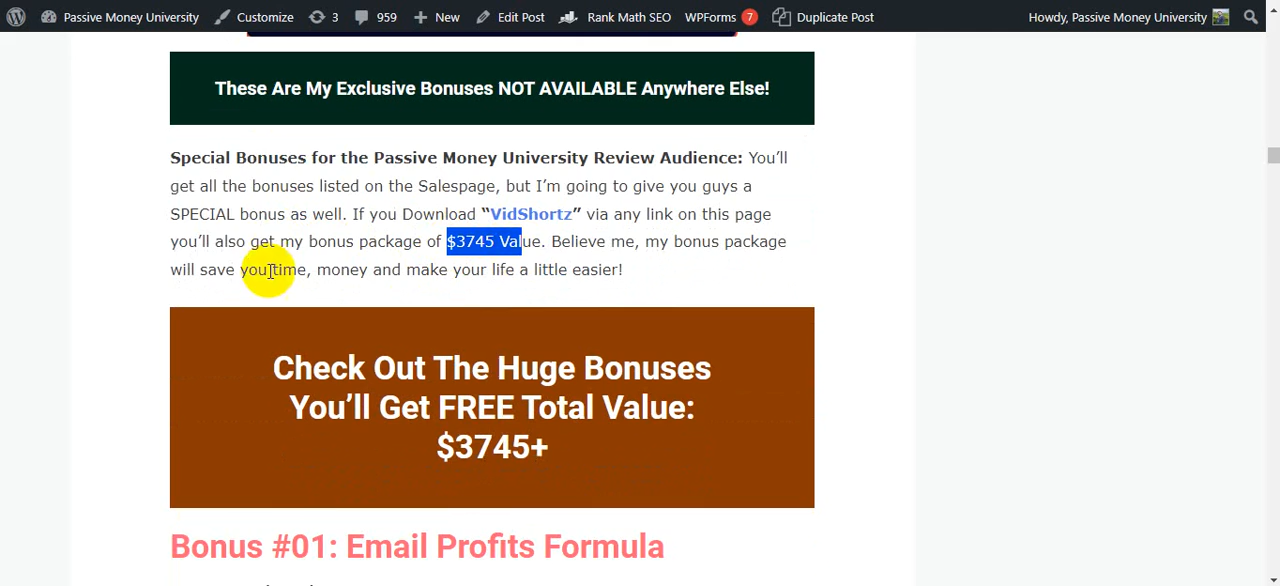 Passive Money University Customize 3 959 New Edit Post Rank Math SEO WPForms 7 Duplicate Post Howdy, Passive Money University
These Are My Exclusive Bonuses NOT AVAILABLE Anywhere Else!
Special Bonuses for the Passive Money University Review Audience: You’ll
get all the bonuses listed on the Salespage, but I’m going to give you guys a
SPECIAL bonus as well. If you Download “VidShortz” via any link on this page
you’ll also get my bonus package of $3745 Value. Believe me, my bonus package
will save you time, money and make your life a little easier!
Check Out The Huge Bonuses
You’ll Get FREE Total Value:
$3745+
Bonus #01: Email Profits Formula